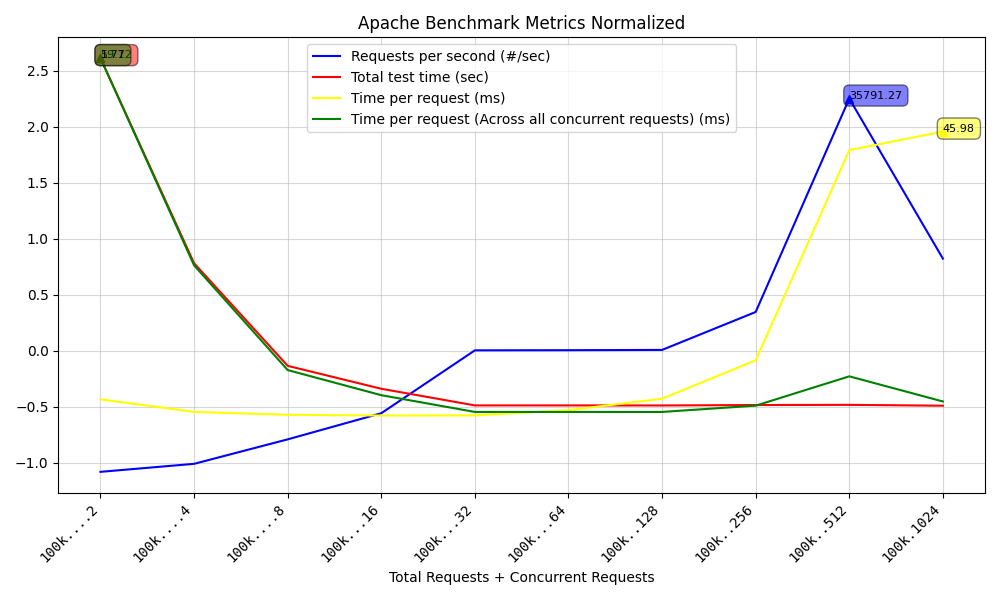 Apache Benchmark Metrics Normalized
Requests per second (#/sec)
Total test time (sec)
Time per request (ms)
Time per request (Across all concurrent requests) (ms)
35791.27
45.98
2.5
2.0
1.5
1.0
0.5
0.0
−0.5
−1.0
100k....2
100k....4
100k....8
100k...16
100k...32
100k...64
100k..128
100k..256
100k..512
100k.1024
Total Requests + Concurrent Requests